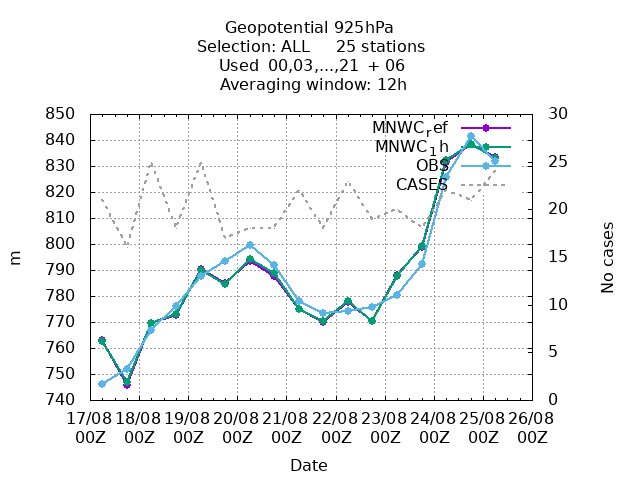 Geopotential 925hPa
Selection: ALL 25 stations
Used 00,03,...,21 + 06
Averaging window: 12h
850
840
830
820
810
800
790
780
770
760
750
740
30
25
20
15
10
5
0
MNWC_ref
MNWC_1h
OBS
CASES
m
No cases
17/08 18/08 19/08 20/08 21/08 22/08 23/08 24/08 25/08 26/08
00Z 00Z 00Z 00Z 00Z 00Z 00Z 00Z 00Z 00Z
Date